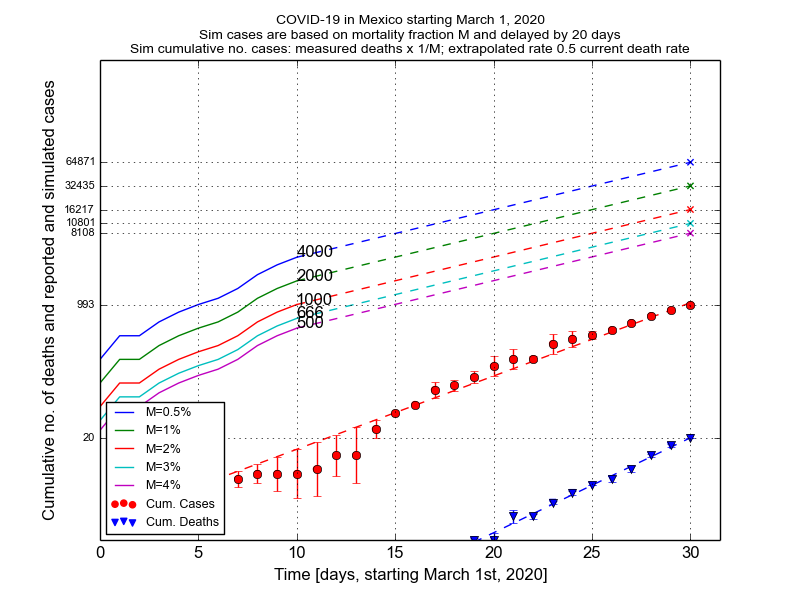 COVID-19 in Mexico starting March 1, 2020
Sim cases are based on mortality fraction M and delayed by 20 days
Sim cumulative no. cases: measured deaths x 1/M; extrapolated rate 0.5 current death rate
Cumulative no. of deaths and reported and simulated cases
64871
32435
16217
10801
8108
993
20
4000
2000
1000
666
500
M=0.5%
M=1%
M=2%
M=3%
M=4%
Cum. Cases
Cum. Deaths
0 5 10 15 20 25 30
Time [days, starting March 1st, 2020]